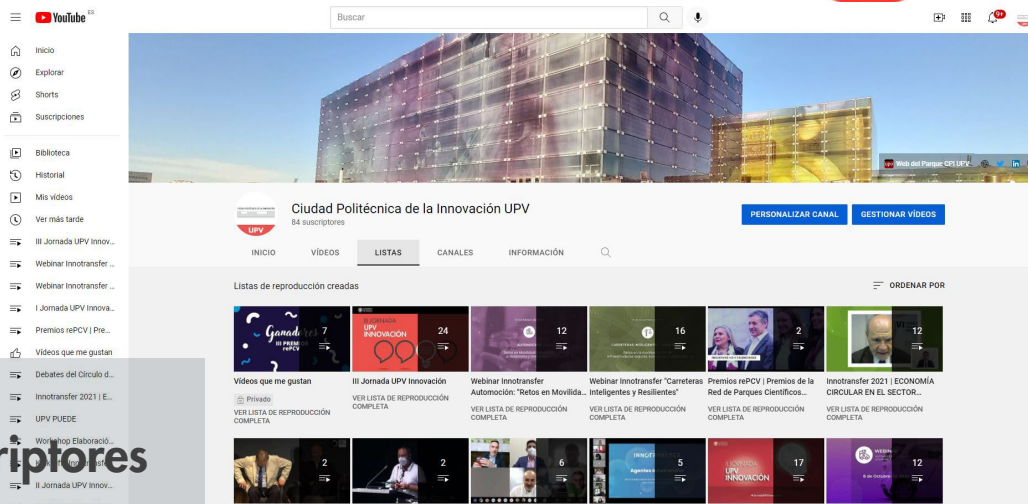 YouTube ES
Buscar
9+
Inicio
Explorar
Shorts
Suscripciones
Biblioteca
Historial
Mis vídeos
Ver más tarde
III Jornada UPV Innov...
Webinar Innotransfer ...
Webinar Innotransfer ...
I Jornada UPV Innova...
Premios rePCV | Pre...
Vídeos que me gustan
Debates del Círculo d...
Innotransfer 2021 | E...
UPV PUEDE
Workshop Elaboració...
II Jornada UPV Innov...
riptores
Web del Parque CPI UPV
in
UPV
Ciudad Politécnica de la Innovación UPV
84 suscriptores
PERSONALIZAR CANAL
GESTIONAR VÍDEOS
INICIO
VÍDEOS
LISTAS
CANALES
INFORMACIÓN
Listas de reproducción creadas
ORDENAR POR
Ganadores
III PREMIOS
rePCV
7
Vídeos que me gustan
Privado
VER LISTA DE REPRODUCCIÓN
COMPLETA
III JORNADA
UPV
INNOVACIÓN
24
III Jornada UPV Innovación
VER LISTA DE REPRODUCCIÓN
COMPLETA
12
Webinar Innotransfer
Automoción: "Retos en Movilida...
VER LISTA DE REPRODUCCIÓN
COMPLETA
16
Webinar Innotransfer "Carreteras
Inteligentes y Resilientes"
VER LISTA DE REPRODUCCIÓN
COMPLETA
2
Premios rePCV | Premios de la
Red de Parques Científicos...
VER LISTA DE REPRODUCCIÓN
COMPLETA
12
Innotransfer 2021 | ECONOMÍA
CIRCULAR EN EL SECTOR...
VER LISTA DE REPRODUCCIÓN
COMPLETA
2
2
6
5
I JORNADA
UPV
INNOVACIÓN
17
WEBINAR
12